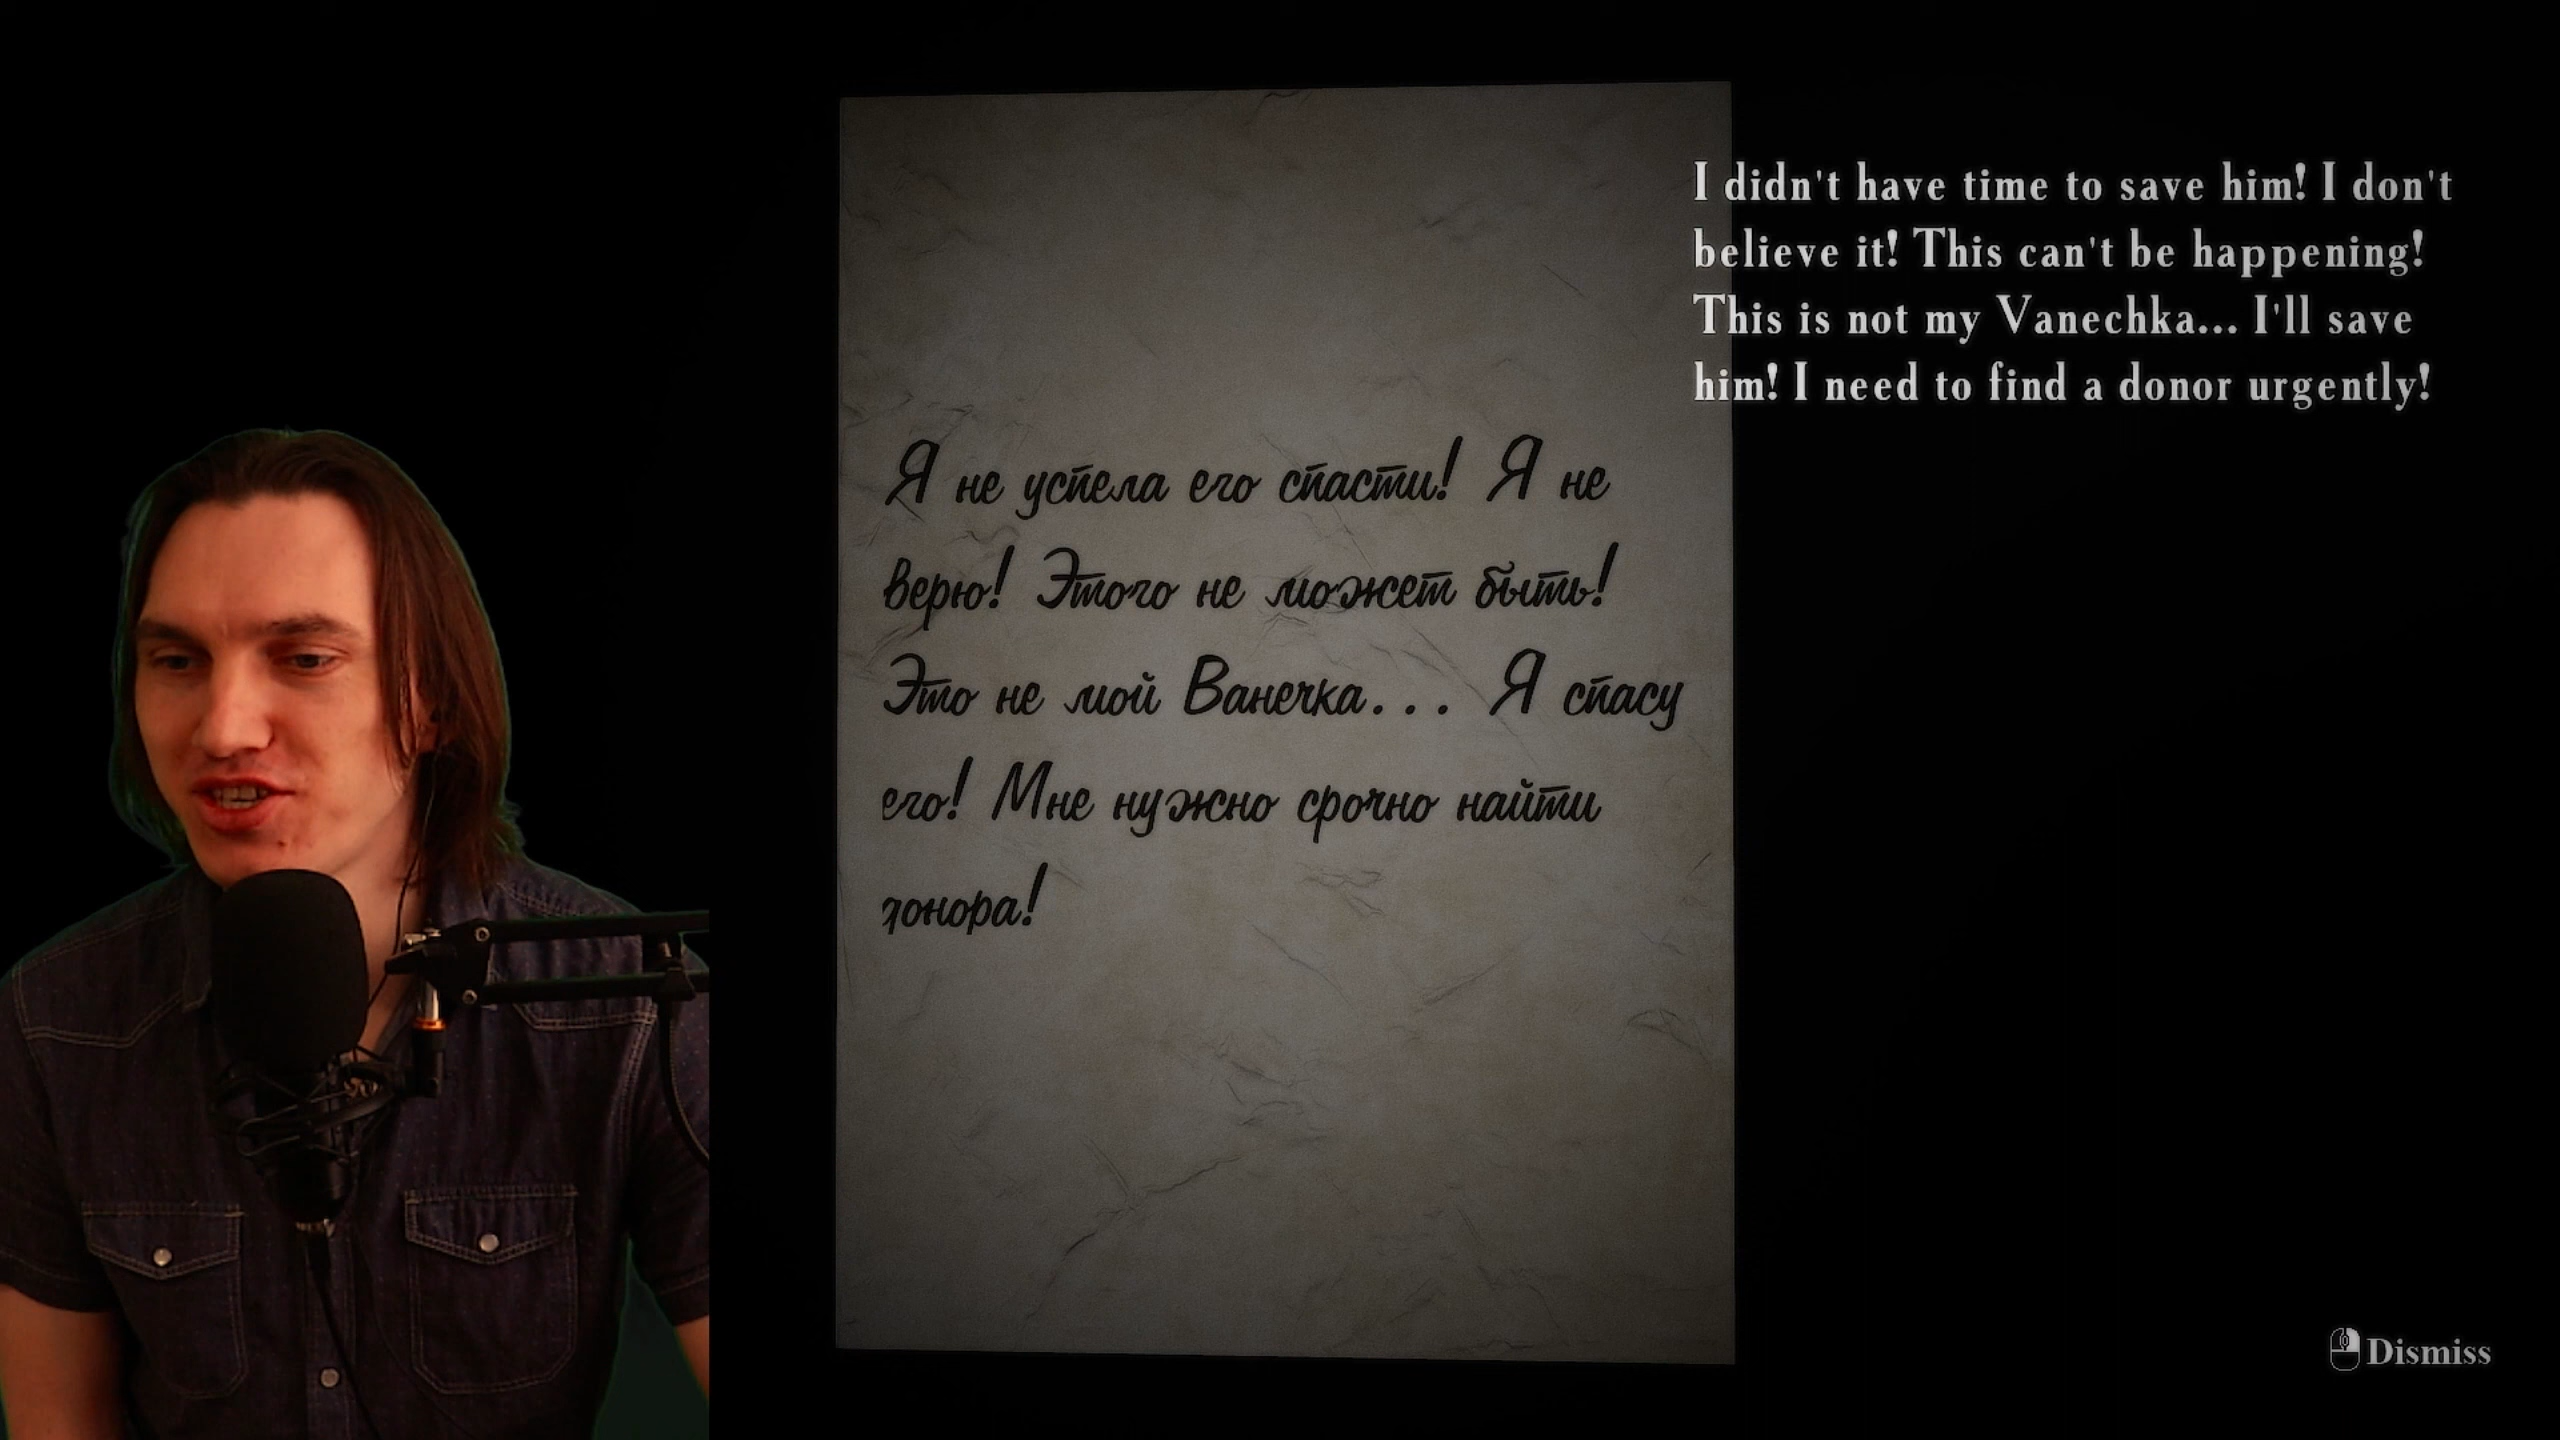 I didn't have time to save him! I don't
believe it! This can't be happening!
This is not my Vanechka... I'll save
him! I need to find a donor urgently!
Я не успела его спасти! Я не
верю! Этого не может быть!
Это не мой Ванечка... Я спасу
его! Мне нужно срочно найти
донора!
Dismiss